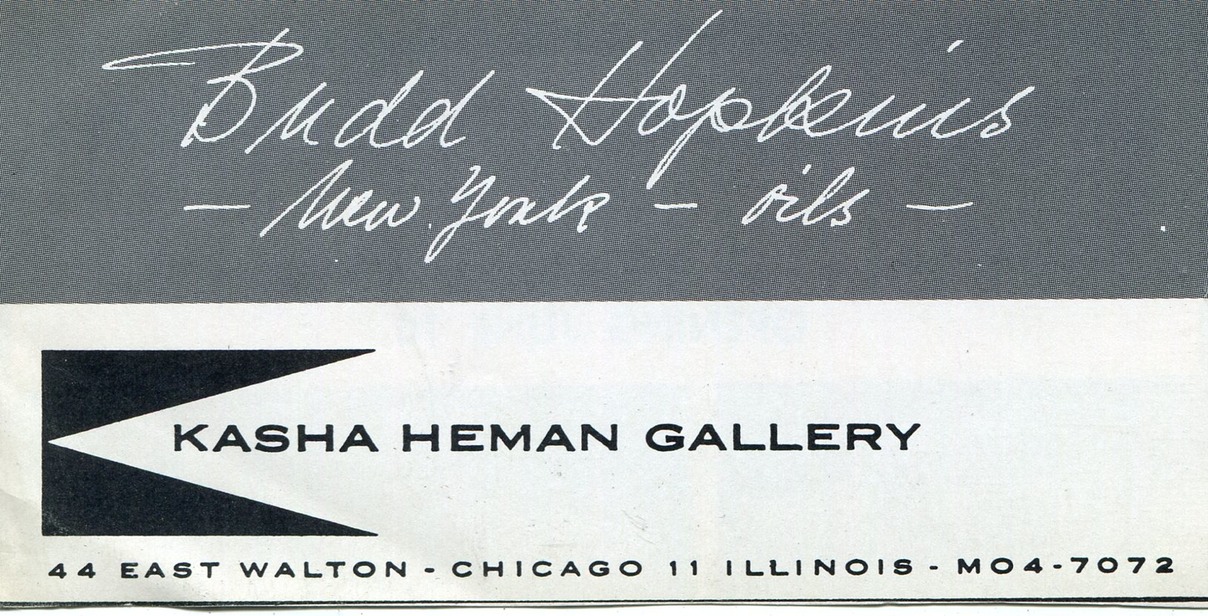 Budd Hopkins
— New York — oils —
KASHA HEMAN GALLERY
44 EAST WALTON - CHICAGO 11 ILLINOIS - MO4-7072